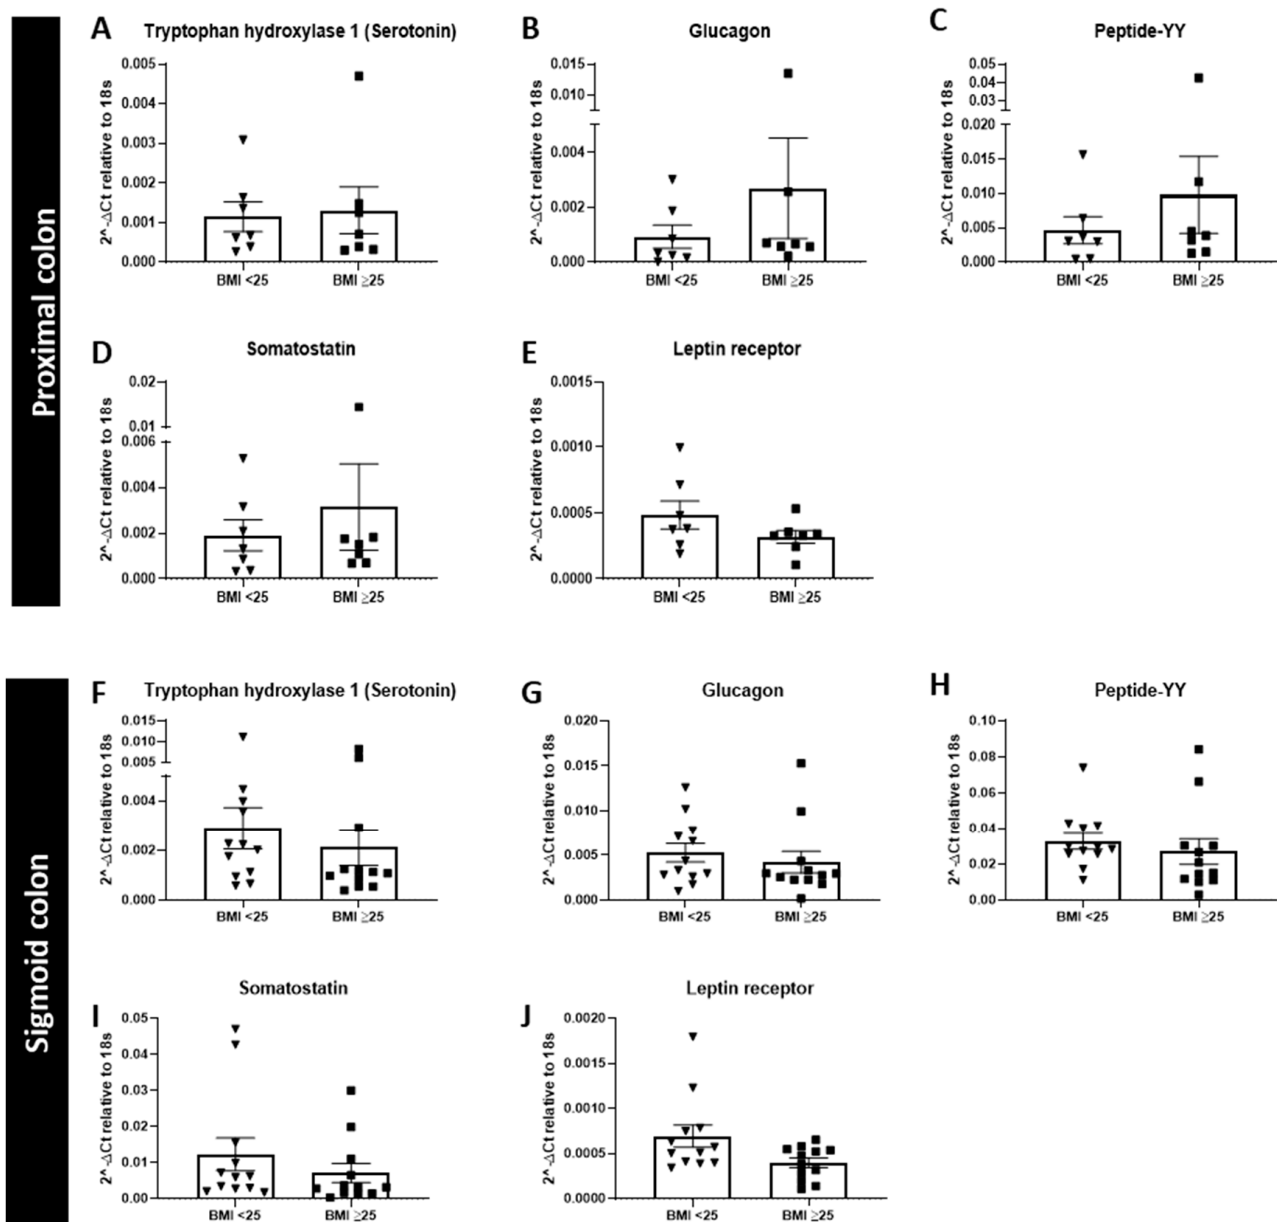 Proximal colon
A
Tryptophan hydroxylase 1 (Serotonin)
2^-ΔCt relative to 18s
0.005
0.004
0.003
0.002
0.001
0.000
BMI <25
BMI ≥25
B
Glucagon
2^-ΔCt relative to 18s
0.015
0.010
0.004
0.002
0.000
BMI <25
BMI ≥25
C
Peptide-YY
2^-ΔCt relative to 18s
0.05
0.04
0.03
0.020
0.015
0.010
0.005
0.000
BMI <25
BMI ≥25
D
Somatostatin
2^-ΔCt relative to 18s
0.02
0.01
0.006
0.004
0.002
0.000
BMI <25
BMI ≥25
E
Leptin receptor
2^-ΔCt relative to 18s
0.0015
0.0010
0.0005
0.0000
BMI <25
BMI ≥25
Sigmoid colon
F
Tryptophan hydroxylase 1 (Serotonin)
2^-ΔCt relative to 18s
0.015
0.010
0.005
0.004
0.002
0.000
BMI <25
BMI ≥25
G
Glucagon
2^-ΔCt relative to 18s
0.020
0.015
0.010
0.005
0.000
BMI <25
BMI ≥25
H
Peptide-YY
2^-ΔCt relative to 18s
0.10
0.08
0.06
0.04
0.02
0.00
BMI <25
BMI ≥25
I
Somatostatin
2^-ΔCt relative to 18s
0.05
0.04
0.03
0.02
0.01
0.00
BMI <25
BMI ≥25
J
Leptin receptor
2^-ΔCt relative to 18s
0.0020
0.0015
0.0010
0.0005
0.0000
BMI <25
BMI ≥25